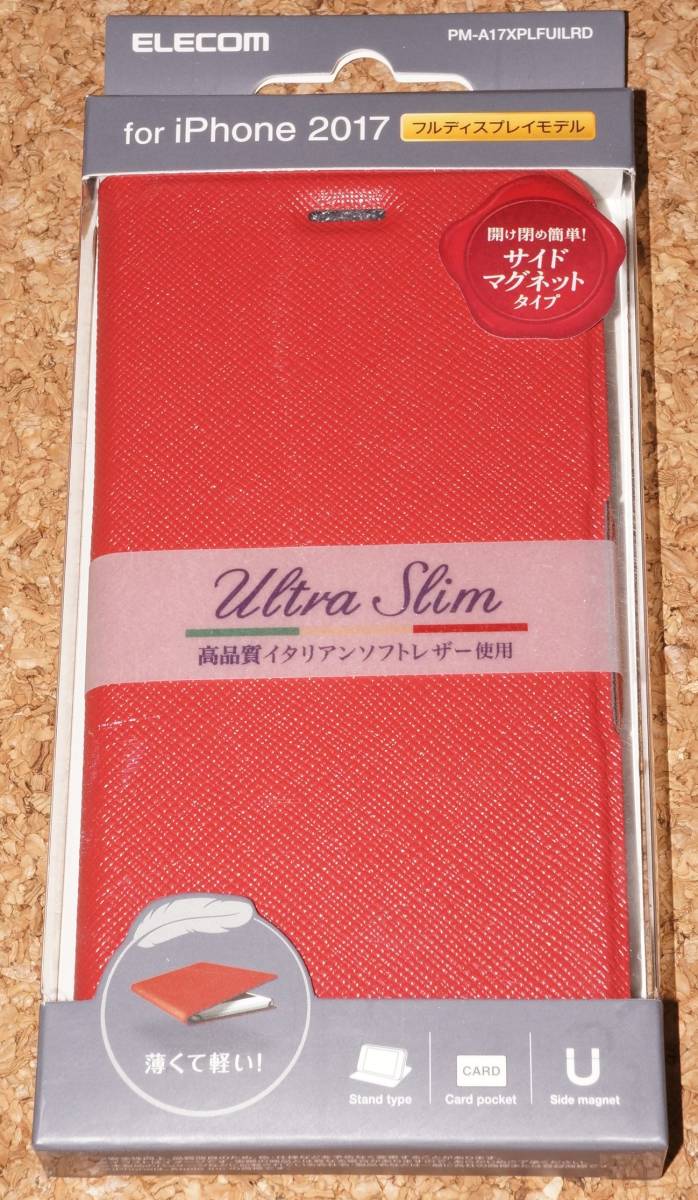 ELECOM
PM-A17XPLFUILRD
for iPhone 2017 フルディスプレイモデル
開け閉め簡単!
サイド
マグネット
タイプ
Ultra Slim
高品質イタリアンソフトレザー使用
薄くて軽い!
CARD
Stand type
Card pocket
Side magnet